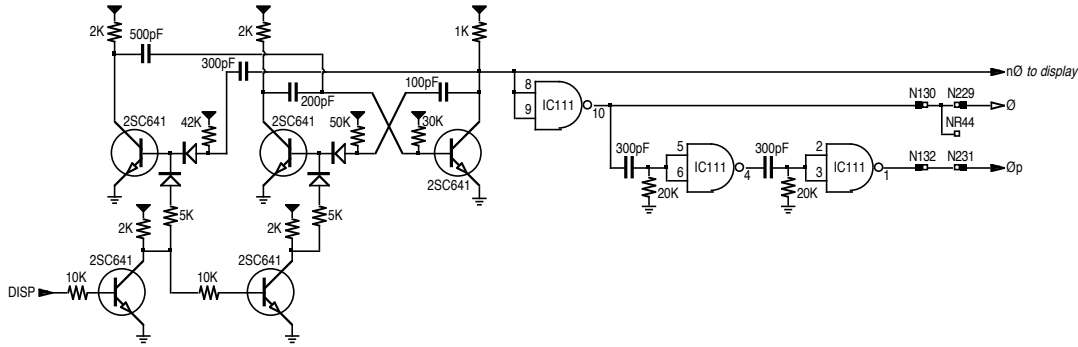 2K
500pF
2K
1K
300pF
200pF
100pF
nØ to display
8
9
IC111
10
N130
N229
Ø
NR44
2SC641
42K
2SC641
50K
30K
2SC641
300pF
5
6
IC111
4
300pF
2
3
IC111
1
N132
N231
Øp
20K
20K
2K
5K
2K
5K
2SC641
2SC641
DISP
10K
10K